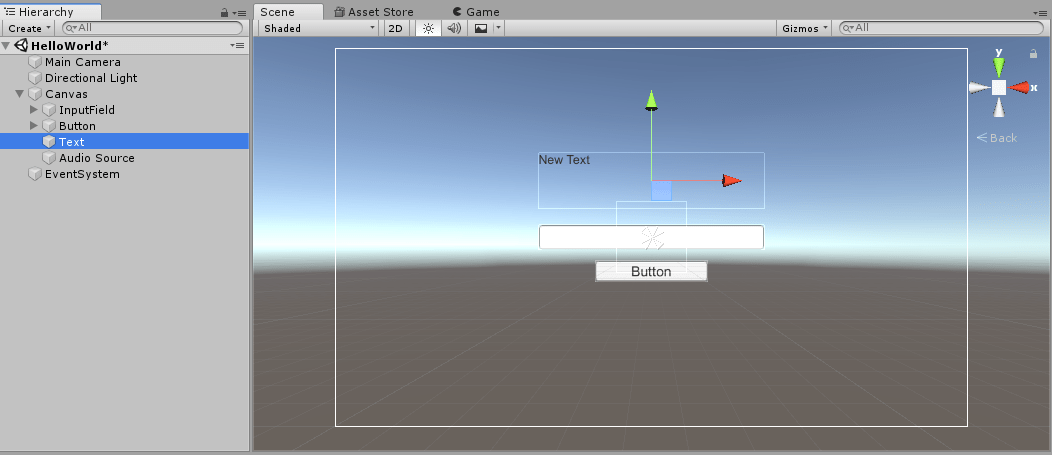 Hierarchy
Create All
HelloWorld*
Main Camera
Directional Light
Canvas
InputField
Button
Text
Audio Source
EventSystem
Scene Asset Store Game
Shaded 2D Gizmos All
y
x
Back
New Text
Button